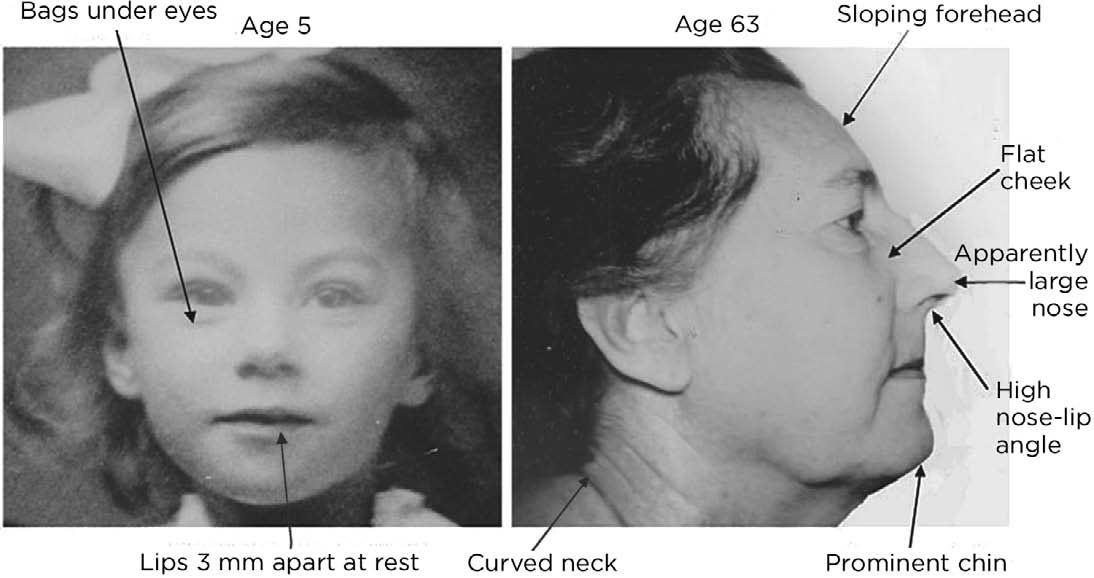 Bags under eyes
Age 5
Age 63
Sloping forehead
Flat
cheek
Apparently
large
nose
High
nose-lip
angle
Lips 3 mm apart at rest
Curved neck
Prominent chin